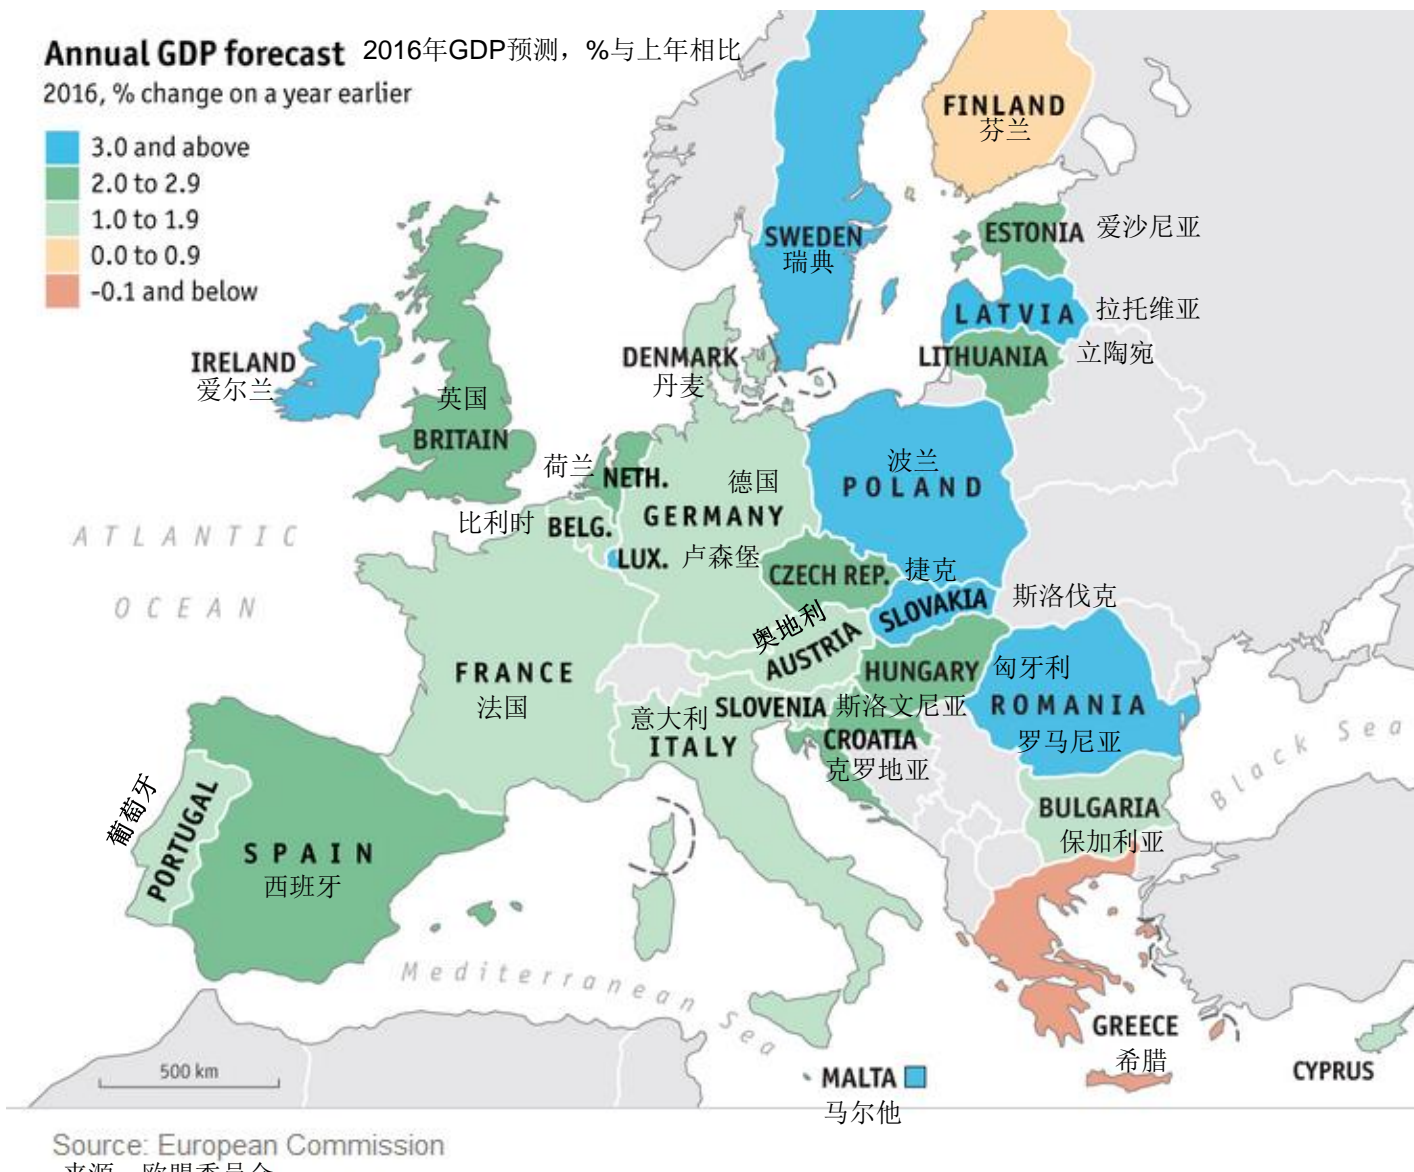 Annual GDP forecast 2016年GDP预测，%与上年相比
2016, % change on a year earlier
3.0 and above
2.0 to 2.9
1.0 to 1.9
0.0 to 0.9
-0.1 and below
FINLAND
芬兰
SWEDEN
瑞典
ESTONIA 爱沙尼亚
LATVIA 拉托维亚
LITHUANIA 立陶宛
IRELAND
爱尔兰
DENMARK
丹麦
英国
BRITAIN
荷兰 NETH.
德国
GERMANY
波兰
POLAND
比利时 BELG.
LUX. 卢森堡
CZECH REP. 捷克
SLOVAKIA 斯洛伐克
ATLANTIC
OCEAN
奥地利
AUSTRIA
HUNGARY 匈牙利
FRANCE
法国
SLOVENIA 斯洛文尼亚
意大利
ITALY
ROMANIA
罗马尼亚
CROATIA
克罗地亚
Black Sea
葡萄牙
PORTUGAL
SPAIN
西班牙
BULGARIA
保加利亚
Mediterranean Sea
GREECE
希腊
500 km
MALTA
马尔他
CYPRUS
Source: European Commission
来源，欧盟委员会